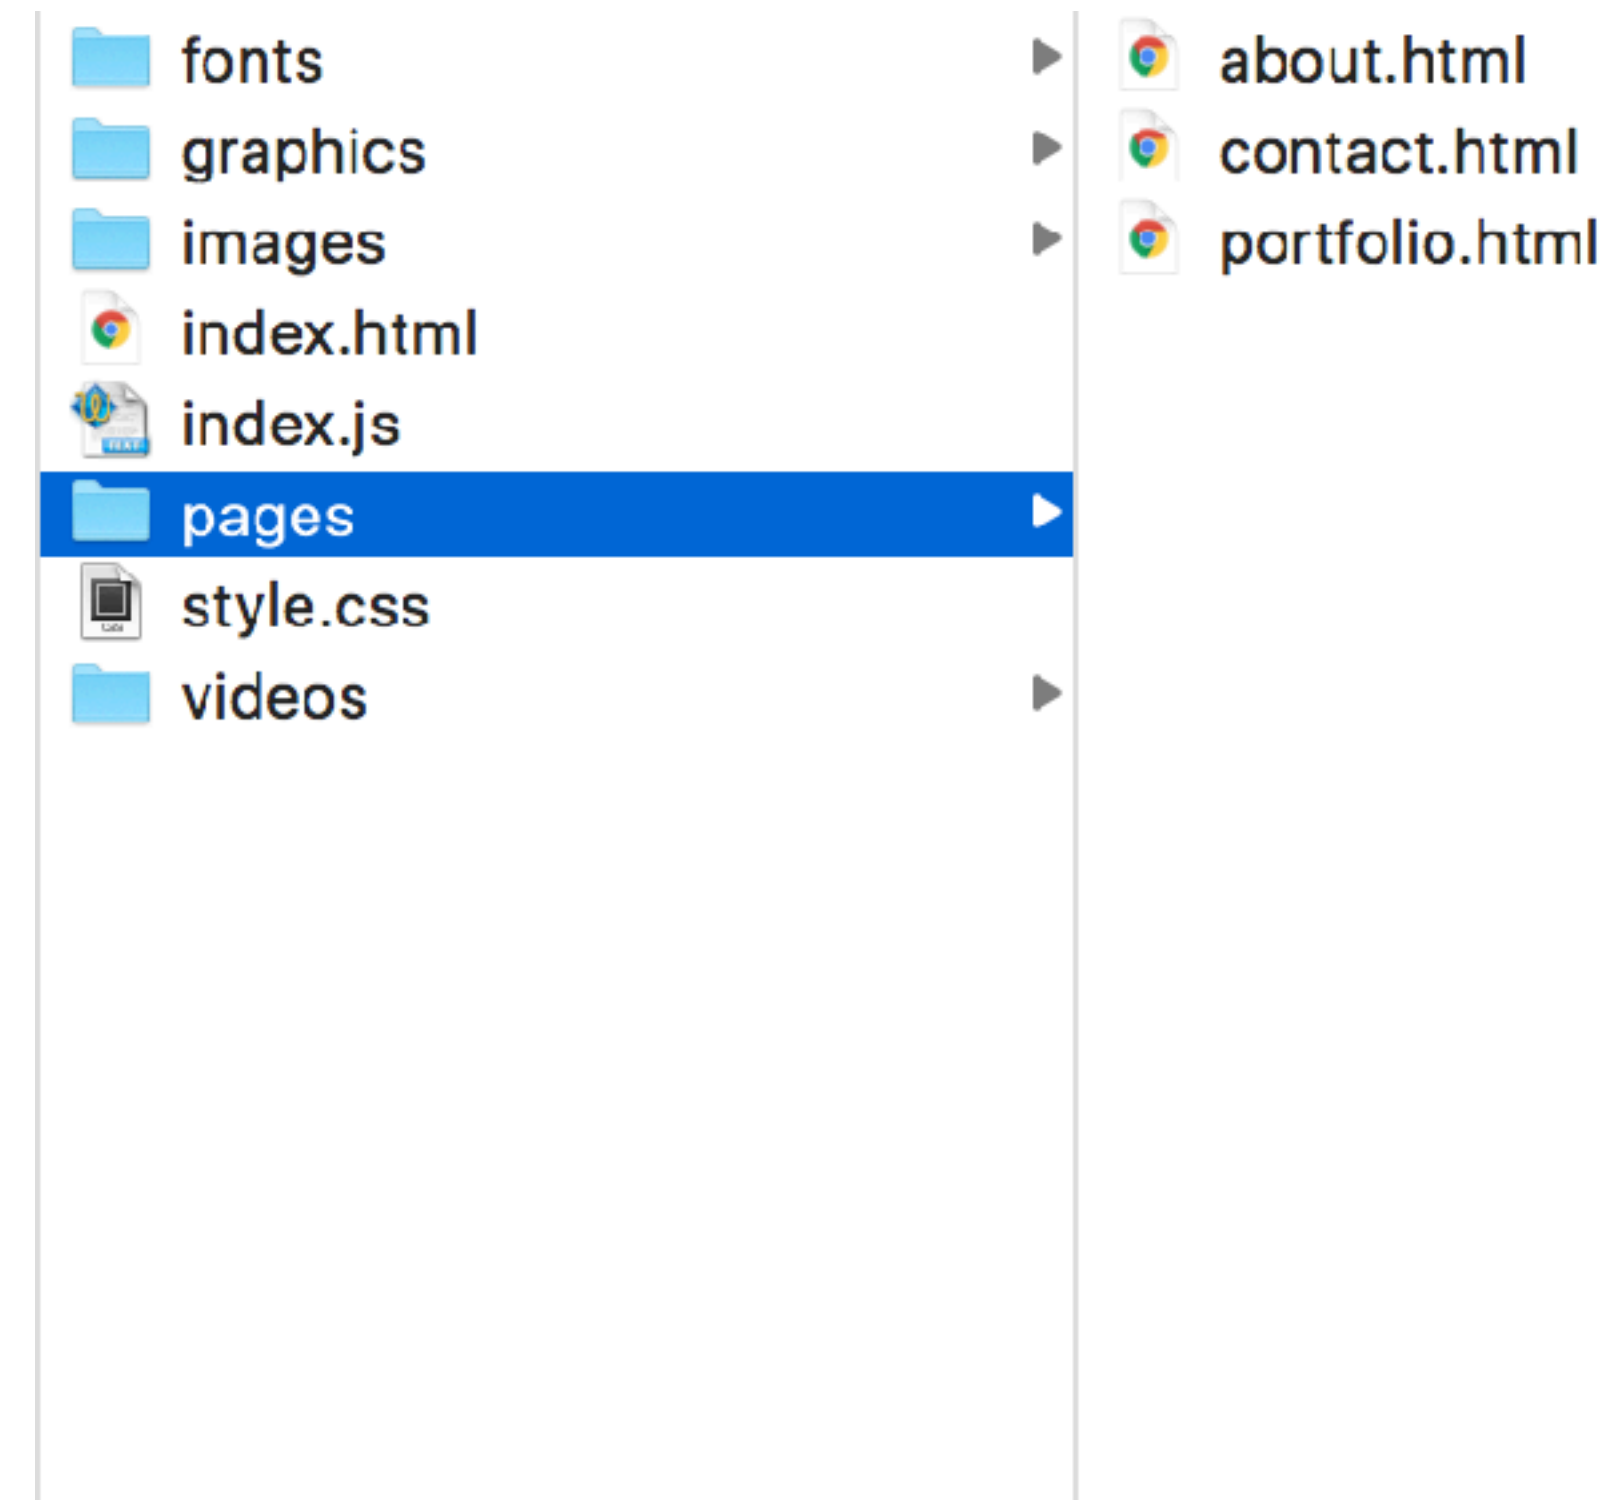 fonts
graphics
images
index.html
index.js
pages
style.css
videos
about.html
contact.html
portfolio.html